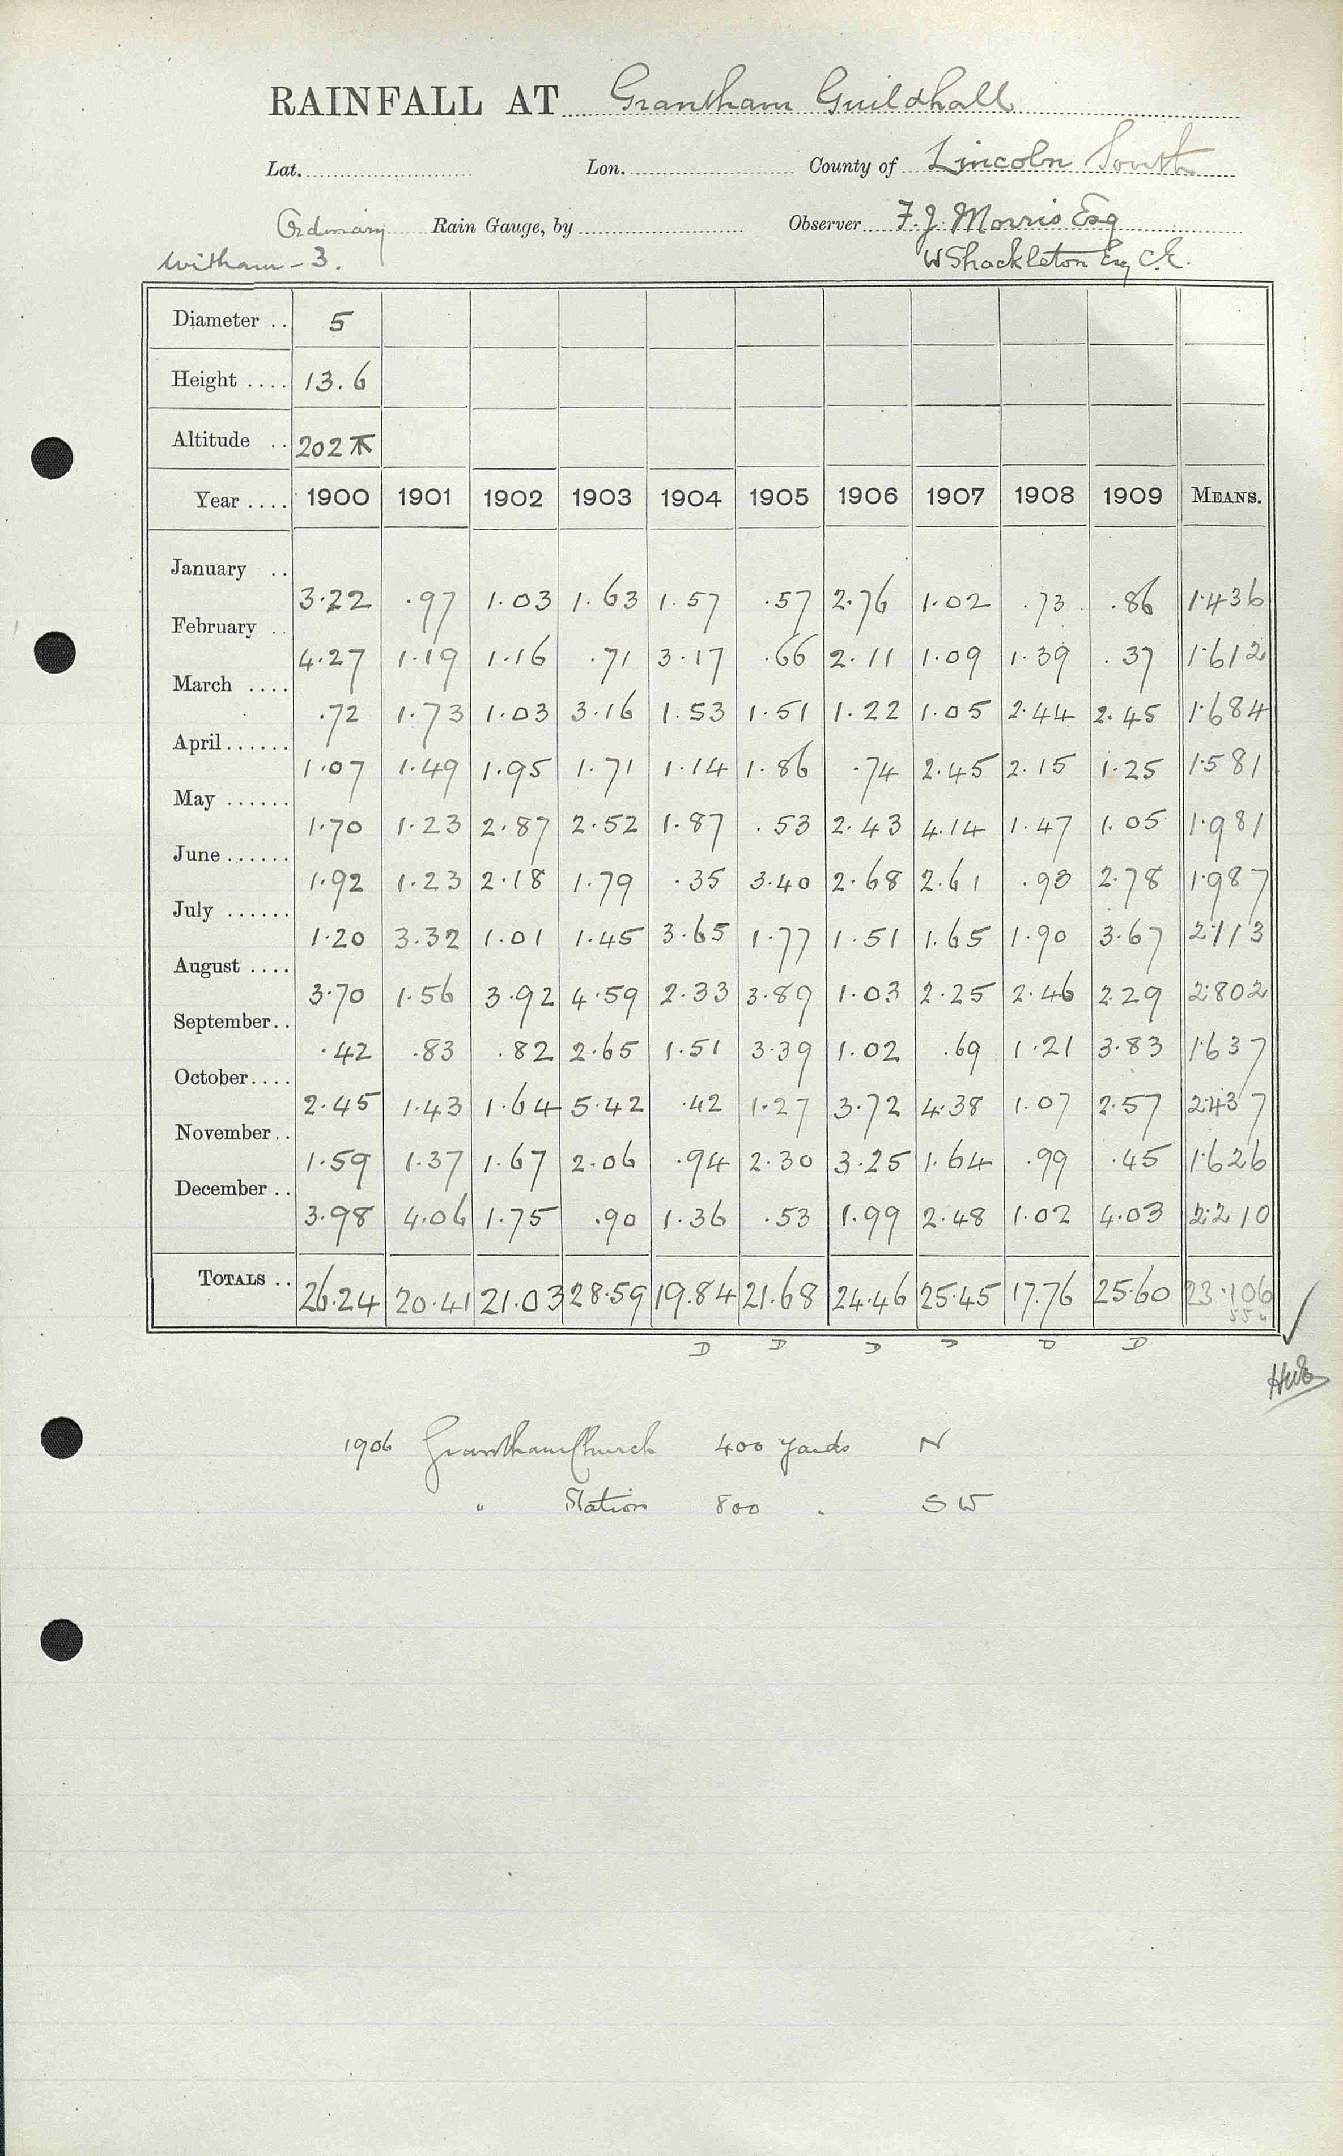 RAINFALL AT Grantham Guildhall
Lat. Lon. County of Lincoln South
Ordinary Rain Gauge, by Observer F. J. Morris Esq
Witham - 3. W Shackleton Esq C.E.
Diameter .. 5
Height .... 13.6
Altitude .. 202
Year .... 1900 1901 1902 1903 1904 1905 1906 1907 1908 1909 MEANS.
January .. 3.22 .97 1.03 1.63 1.57 .57 2.76 1.02 .73 .86 1.436
February .. 4.27 1.19 1.16 .71 3.17 .66 2.11 1.09 1.39 .37 1.612
March .... .72 1.73 1.03 3.16 1.53 1.51 1.22 1.05 2.44 2.45 1.684
April...... 1.07 1.49 1.95 1.71 1.14 1.86 .74 2.45 2.15 1.25 1.581
May ...... 1.70 1.23 2.87 2.52 1.87 .53 2.43 4.14 1.47 1.05 1.981
June...... 1.92 1.23 2.18 1.79 .35 3.40 2.68 2.61 .93 2.78 1.987
July ...... 1.20 3.32 1.01 1.45 3.65 1.77 1.51 1.65 1.90 3.67 2.113
August .... 3.70 1.56 3.92 4.59 2.33 3.89 1.03 2.25 2.46 2.29 2.802
September.. .42 .83 .82 2.65 1.51 3.39 1.02 .69 1.21 3.83 1.637
October.... 2.45 1.43 1.64 5.42 .42 1.27 3.72 4.38 1.07 2.57 2.437
November.. 1.59 1.37 1.67 2.06 .94 2.30 3.25 1.64 .99 .45 1.626
December .. 3.98 4.06 1.75 .90 1.36 .53 1.99 2.48 1.02 4.03 2.210
TOTALS .. 26.24 20.41 21.03 28.59 19.84 21.68 24.46 25.45 17.76 25.60 23.106
D D D D D D
1906 Grantham Church 400 yards N
" Station 800 " SW